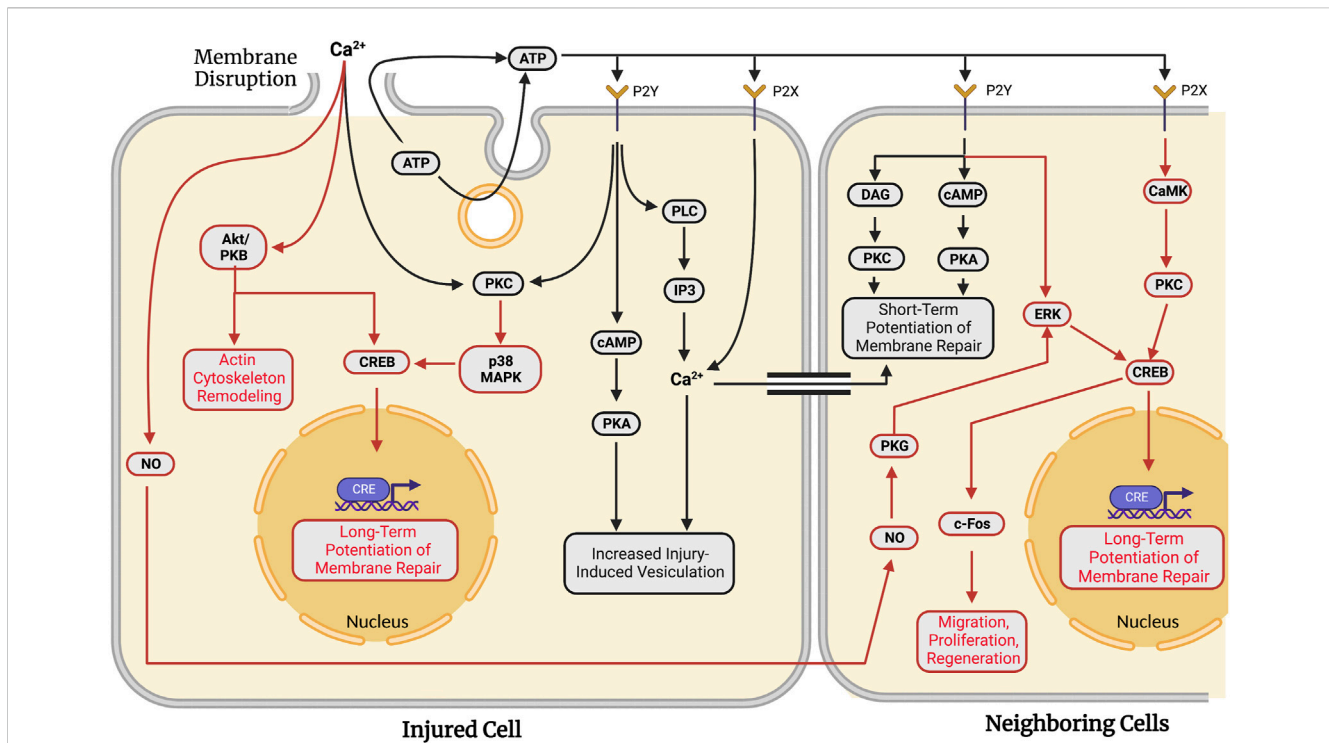 Membrane
Disruption
Ca²⁺
ATP
P2Y
P2X
P2Y
P2X
ATP
DAG
cAMP
CaMK
PLC
Akt/
PKB
PKC
PKA
PKC
IP3
PKC
Short-Term
Potentiation of
Membrane Repair
ERK
cAMP
Actin
Cytoskeleton
Remodeling
CREB
p38
MAPK
Ca²⁺
CREB
PKA
PKG
NO
CRE
CRE
Long-Term
Potentiation of
Membrane Repair
c-Fos
NO
Long-Term
Potentiation of
Membrane Repair
Increased Injury-
Induced Vesiculation
Nucleus
Migration,
Proliferation,
Regeneration
Nucleus
Injured Cell
Neighboring Cells